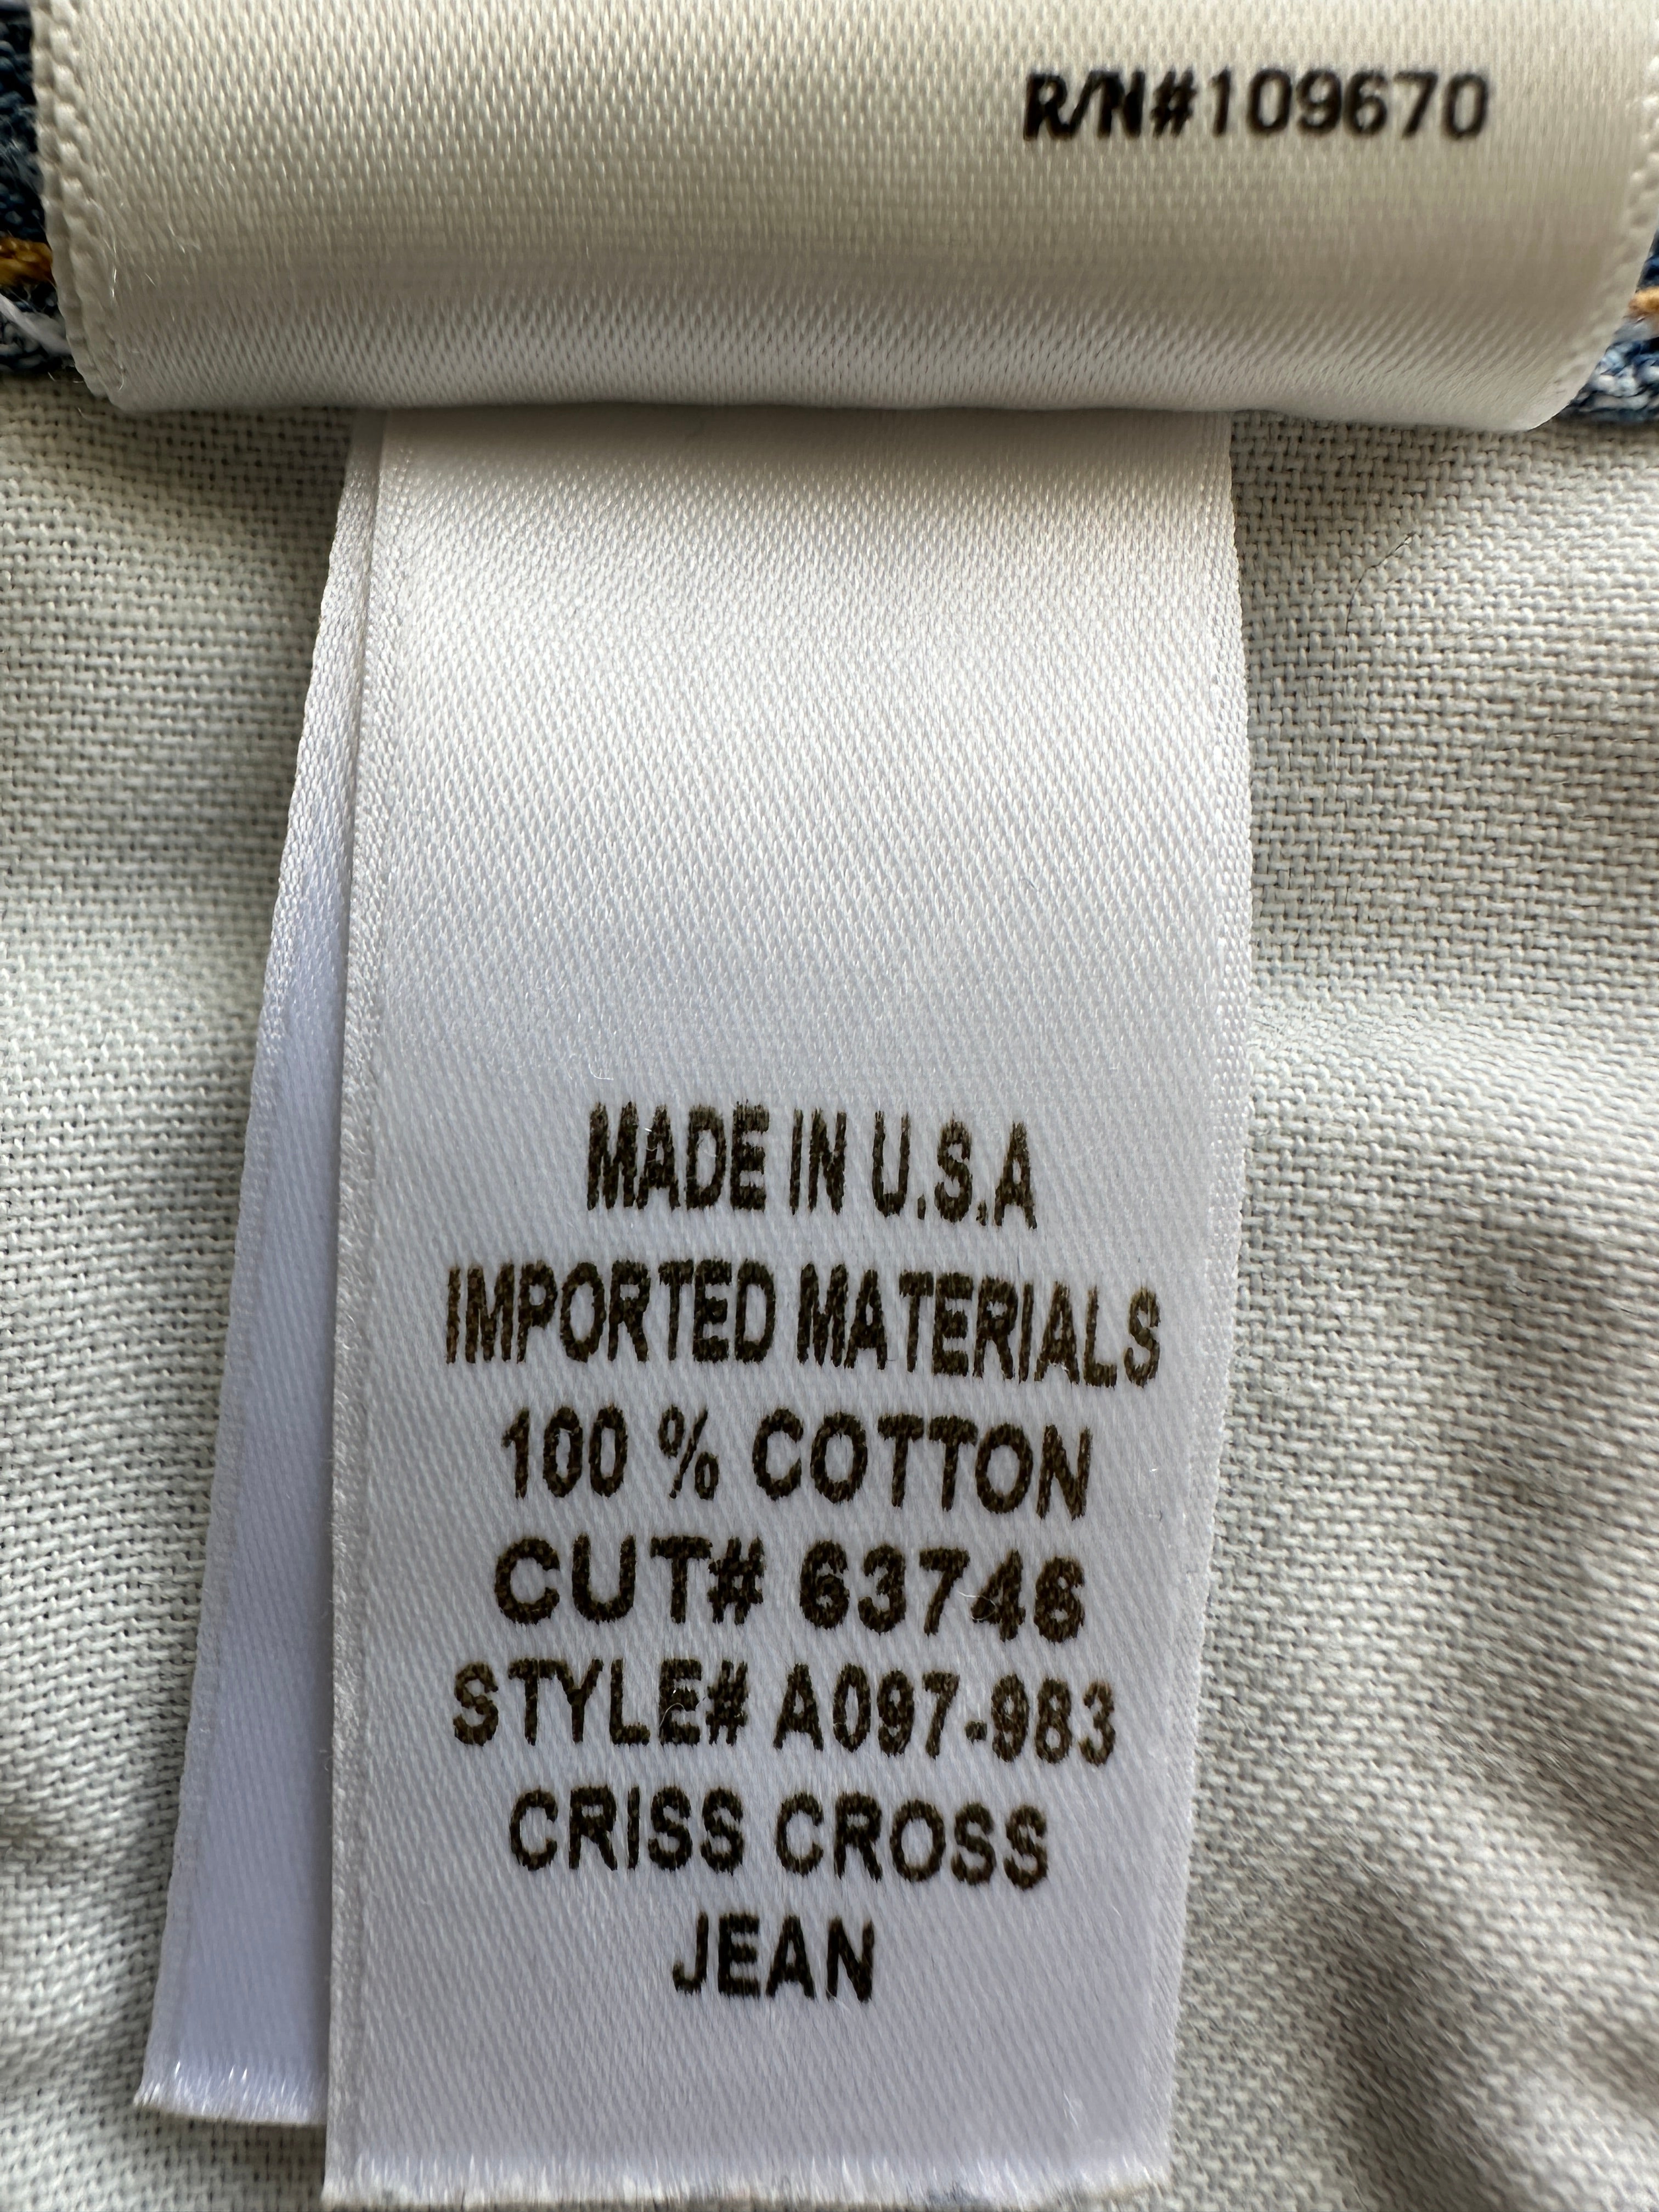 R/N#109670
MADE IN U.S.A
IMPORTED MATERIALS
100 % COTTON
CUT# 63746
STYLE# A097-983
CRISS CROSS
JEAN